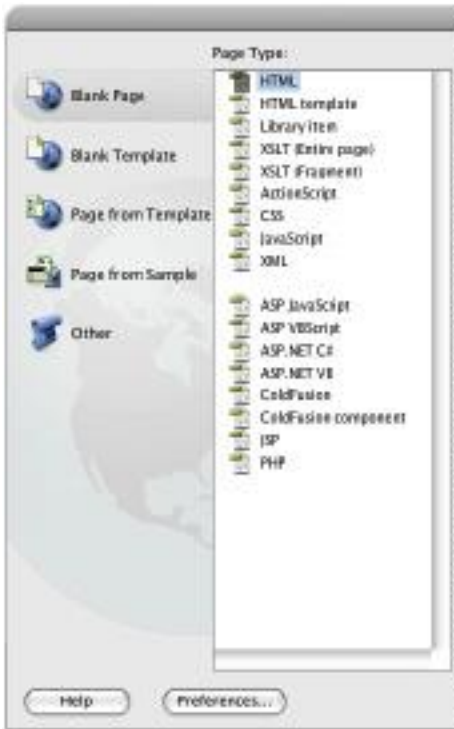 Page Type:
Blank Page
Blank Template
Page from Template
Page from Sample
Other
HTML
HTML template
Library item
XSLT (Entire page)
XSLT (Fragment)
ActionScript
CSS
JavaScript
XML
ASP JavaScript
ASP VBScript
ASP.NET C#
ASP.NET VB
ColdFusion
ColdFusion component
JSP
PHP
Help
Preferences...